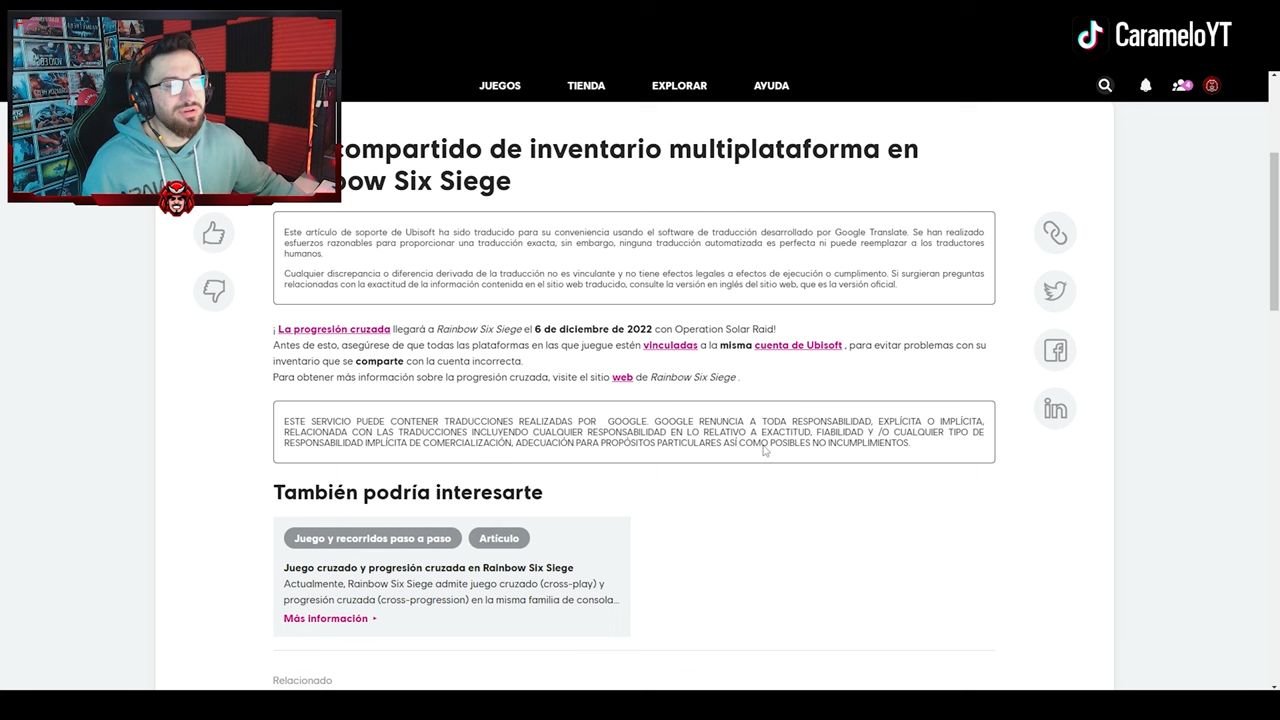 CarameloYT
JUEGOS TIENDA EXPLORAR AYUDA
compartido de inventario multiplataforma en
Six Siege
Este artículo de soporte de Ubisoft ha sido traducido para su conveniencia usando el software de traducción desarrollado por Google Translate. Se han realizado
esfuerzos razonables para proporcionar una traducción exacta, sin embargo, ninguna traducción automatizada es perfecta ni puede reemplazar a los traductores
humanos.
Cualquier discrepancia o diferencia derivada de la traducción no es vinculante y no tiene efectos legales a efectos de ejecución o cumplimento. Si surgieran preguntas
relacionadas con la exactitud de la información contenida en el sitio web traducido, consulte la versión en inglés del sitio web, que es la versión oficial.
¡ La progresión cruzada llegará a Rainbow Six Siege el 6 de diciembre de 2022 con Operation Solar Raid!
Antes de esto, asegúrese de que todas las plataformas en las que juegue estén vinculadas a la misma cuenta de Ubisoft , para evitar problemas con su
inventario que se comparte con la cuenta incorrecta.
Para obtener más información sobre la progresión cruzada, visite el sitio web de Rainbow Six Siege .
ESTE SERVICIO PUEDE CONTENER TRADUCCIONES REALIZADAS POR GOOGLE. GOOGLE RENUNCIA A TODA RESPONSABILIDAD, EXPLÍCITA O IMPLÍCITA,
RELACIONADA CON LAS TRADUCCIONES INCLUYENDO CUALQUIER RESPONSABILIDAD EN LO RELATIVO A EXACTITUD, FIABILIDAD Y /O CUALQUIER TIPO DE
RESPONSABILIDAD IMPLÍCITA DE COMERCIALIZACIÓN, ADECUACIÓN PARA PROPÓSITOS PARTICULARES ASÍ COMO POSIBLES NO INCUMPLIMIENTOS.
También podría interesarte
Juego y recorridos paso a paso Artículo
Juego cruzado y progresión cruzada en Rainbow Six Siege
Actualmente, Rainbow Six Siege admite juego cruzado (cross-play) y
progresión cruzada (cross-progression) en la misma familia de consola...
Más información
Relacionado